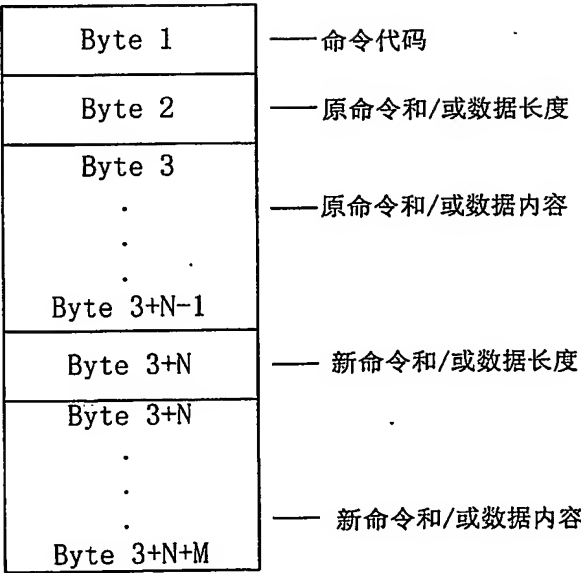 Byte 1 命令代码
Byte 2 原命令和/或数据长度
Byte 3
原命令和/或数据内容
Byte 3+N-1
Byte 3+N 新命令和/或数据长度
Byte 3+N
新命令和/或数据内容
Byte 3+N+M